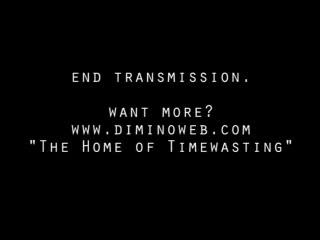 END TRANSMISSION.
WANT MORE?
WWW.DIMINOWEB.COM
"THE HOME OF TIMEWASTING"